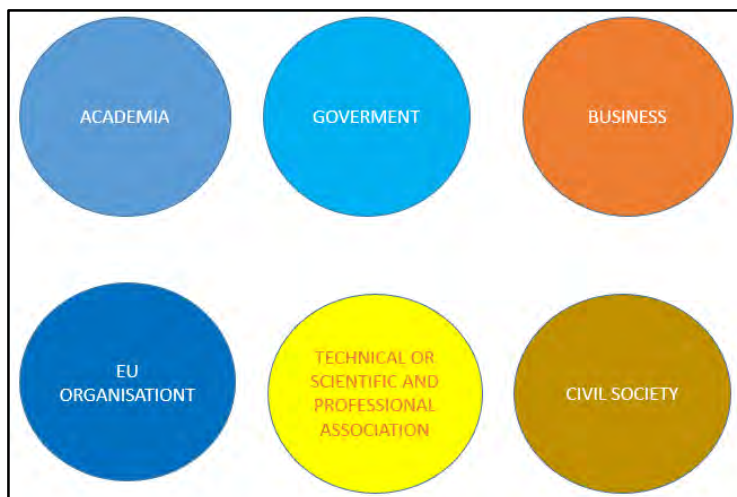 ACADEMIA
GOVERMENT
BUSINESS
EU
ORGANISATIONT
TECHNICAL OR
SCIENTIFIC AND
PROFESSIONAL
ASSOCIATION
CIVIL SOCIETY